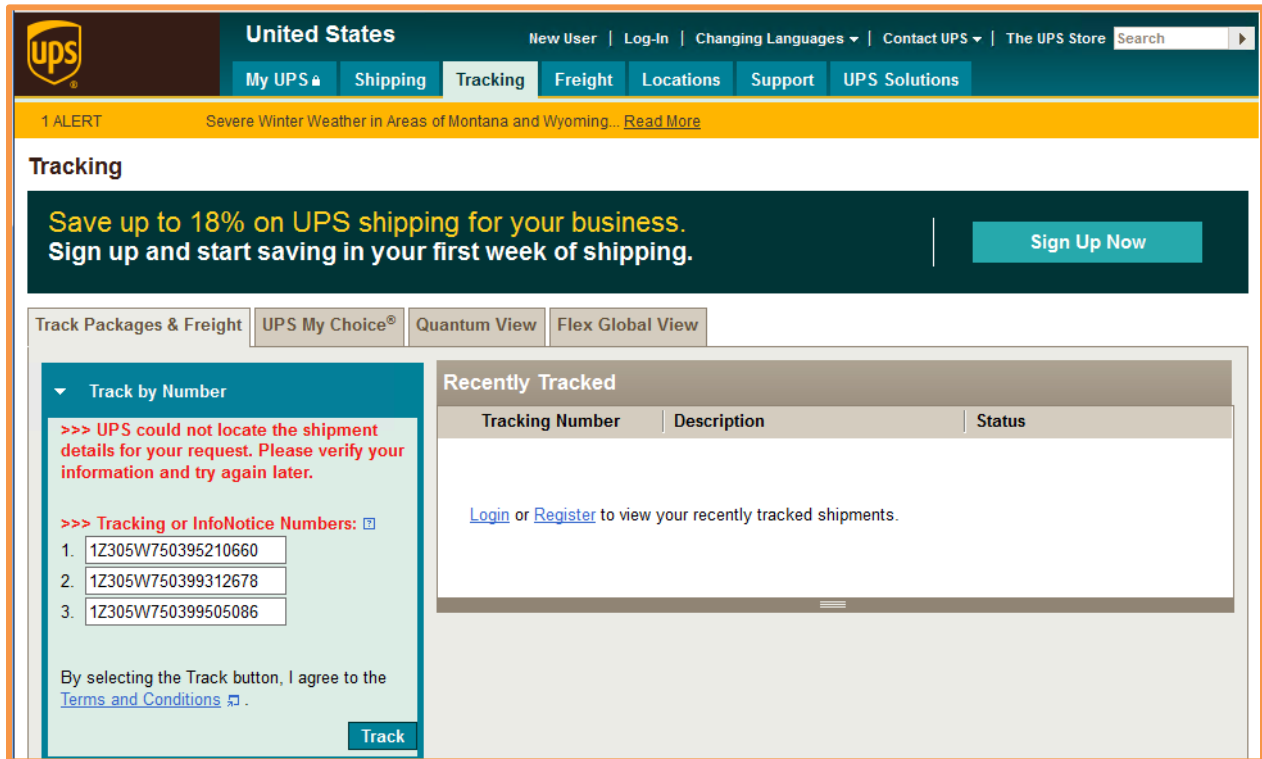 ups
United States
New User | Log-In | Changing Languages | Contact UPS | The UPS Store Search
My UPS Shipping Tracking Freight Locations Support UPS Solutions
1 ALERT Severe Winter Weather in Areas of Montana and Wyoming... Read More
Tracking
Save up to 18% on UPS shipping for your business.
Sign up and start saving in your first week of shipping.
Sign Up Now
Track Packages & Freight UPS My Choice® Quantum View Flex Global View
Track by Number
>>> UPS could not locate the shipment
details for your request. Please verify your
information and try again later.
>>> Tracking or InfoNotice Numbers: ?
1. 1Z305W750395210660
2. 1Z305W750399312678
3. 1Z305W750399505086
By selecting the Track button, I agree to the
Terms and Conditions .
Track
Recently Tracked
Tracking Number Description Status
Login or Register to view your recently tracked shipments.